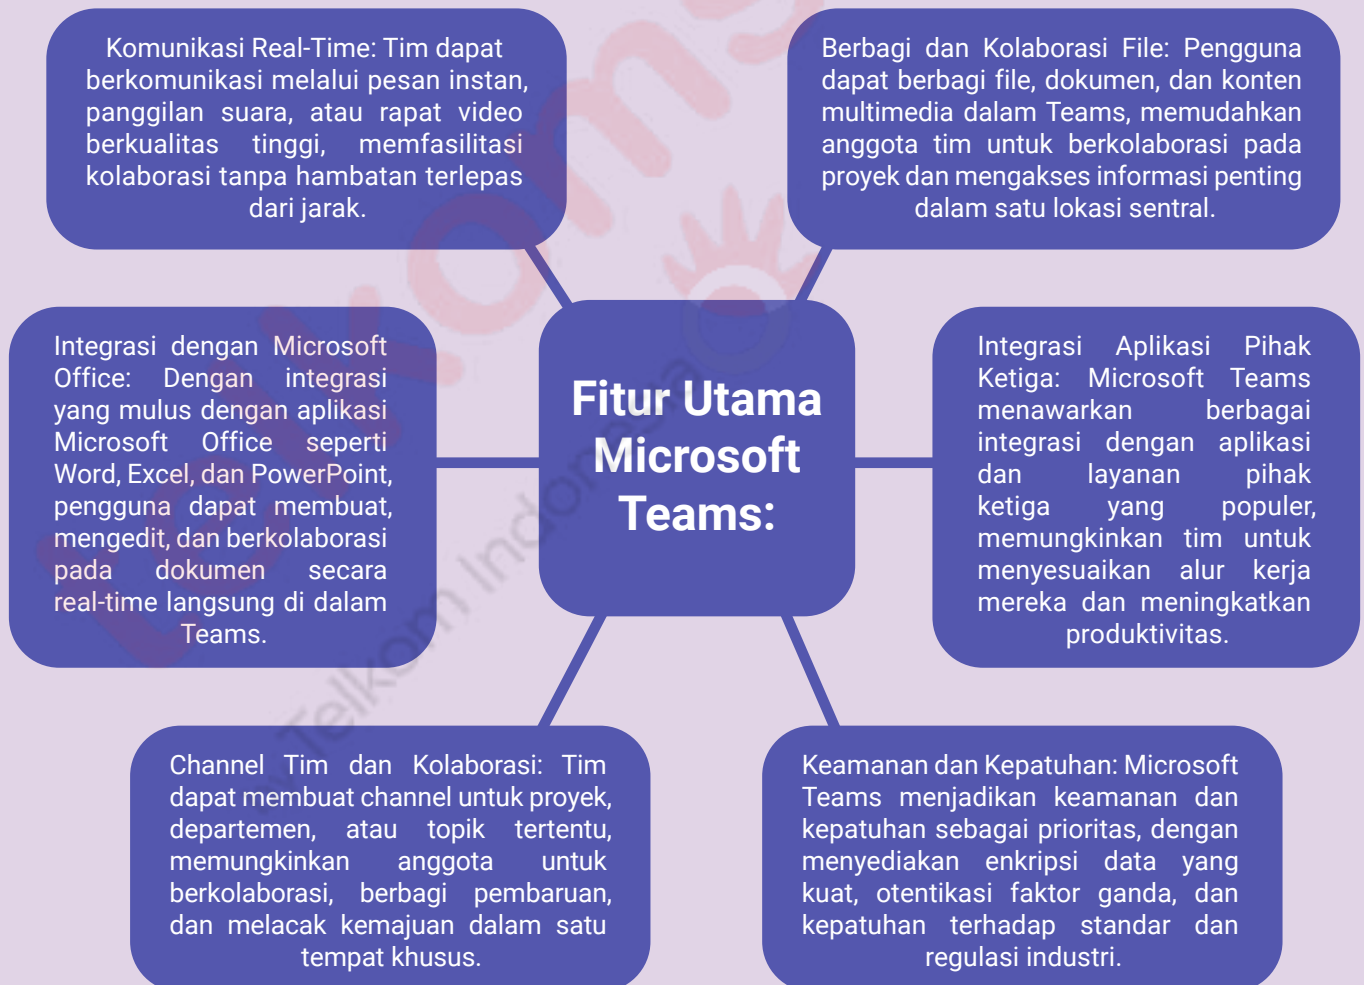 Komunikasi Real-Time: Tim dapat
berkomunikasi melalui pesan instan,
panggilan suara, atau rapat video
berkualitas tinggi, memfasilitasi
kolaborasi tanpa hambatan terlepas
dari jarak.
Berbagi dan Kolaborasi File: Pengguna
dapat berbagi file, dokumen, dan konten
multimedia dalam Teams, memudahkan
anggota tim untuk berkolaborasi pada
proyek dan mengakses informasi penting
dalam satu lokasi sentral.
Integrasi dengan Microsoft
Office: Dengan integrasi
yang mulus dengan aplikasi
Microsoft Office seperti
Word, Excel, dan PowerPoint,
pengguna dapat membuat,
mengedit, dan berkolaborasi
pada dokumen secara
real-time langsung di dalam
Teams.
Fitur Utama
Microsoft
Teams:
Integrasi Aplikasi Pihak
Ketiga: Microsoft Teams
menawarkan berbagai
integrasi dengan aplikasi
dan layanan pihak
ketiga yang populer,
memungkinkan tim untuk
menyesuaikan alur kerja
mereka dan meningkatkan
produktivitas.
Channel Tim dan Kolaborasi: Tim
dapat membuat channel untuk proyek,
departemen, atau topik tertentu,
memungkinkan anggota untuk
berkolaborasi, berbagi pembaruan,
dan melacak kemajuan dalam satu
tempat khusus.
Keamanan dan Kepatuhan: Microsoft
Teams menjadikan keamanan dan
kepatuhan sebagai prioritas, dengan
menyediakan enkripsi data yang
kuat, otentikasi faktor ganda, dan
kepatuhan terhadap standar dan
regulasi industri.
by Telkom Indonesia